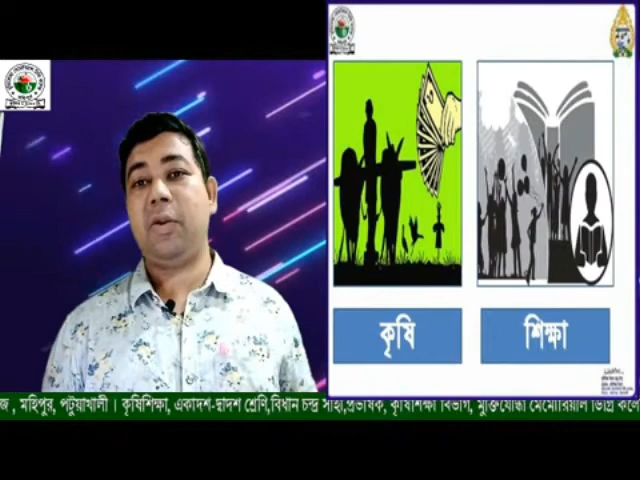 কৃষি
শিক্ষা
জ , মহিপুর, পটুয়াখালী । কৃষিশিক্ষা, একাদশ-দ্বাদশ শ্রেণি,বিধান চন্দ্র সাহা,প্রভাষক, কৃষিশিক্ষা বিভাগ, মুক্তিযোদ্ধা মেমোরিয়াল ডিগ্রি কলে